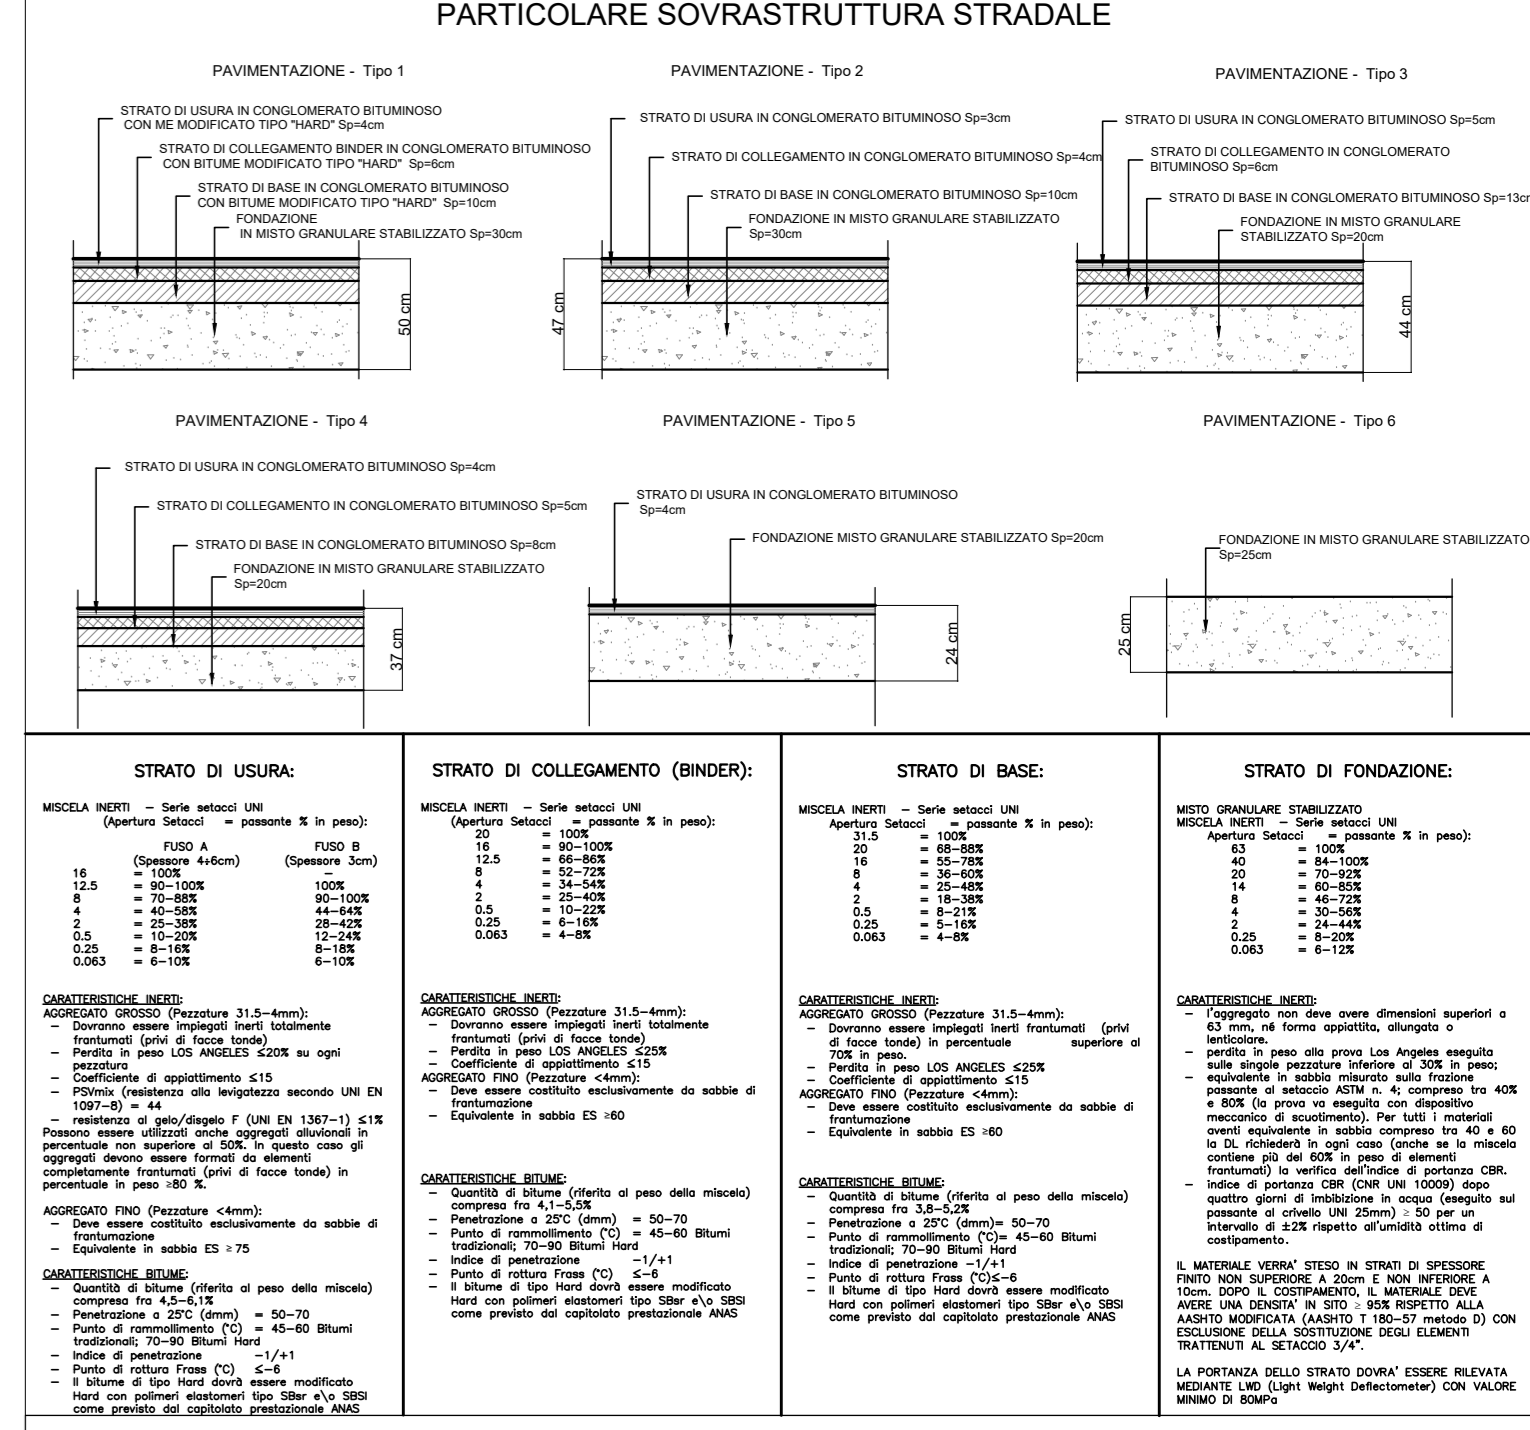 PARTICOLARE SOVRASTRUTTURA STRADALE
PAVIMENTAZIONE - Tipo 1
STRATO DI USURA IN CONGLOMERATO BITUMINOSO
CON ME MODIFICATO TIPO "HARD" Sp=4cm
STRATO DI COLLEGAMENTO BINDER IN CONGLOMERATO BITUMINOSO
CON BITUME MODIFICATO TIPO "HARD" Sp=6cm
STRATO DI BASE IN CONGLOMERATO BITUMINOSO
CON BITUME MODIFICATO TIPO "HARD" Sp=10cm
FONDAZIONE
IN MISTO GRANULARE STABILIZZATO Sp=30cm
50 cm
PAVIMENTAZIONE - Tipo 2
STRATO DI USURA IN CONGLOMERATO BITUMINOSO Sp=3cm
STRATO DI COLLEGAMENTO IN CONGLOMERATO BITUMINOSO Sp=4cm
STRATO DI BASE IN CONGLOMERATO BITUMINOSO Sp=10cm
FONDAZIONE IN MISTO GRANULARE STABILIZZATO
Sp=30cm
47 cm
PAVIMENTAZIONE - Tipo 3
STRATO DI USURA IN CONGLOMERATO BITUMINOSO Sp=5cm
STRATO DI COLLEGAMENTO IN CONGLOMERATO
BITUMINOSO Sp=6cm
STRATO DI BASE IN CONGLOMERATO BITUMINOSO Sp=13cm
FONDAZIONE IN MISTO GRANULARE
STABILIZZATO Sp=20cm
44 cm
PAVIMENTAZIONE - Tipo 4
STRATO DI USURA IN CONGLOMERATO BITUMINOSO Sp=4cm
STRATO DI COLLEGAMENTO IN CONGLOMERATO BITUMINOSO Sp=5cm
STRATO DI BASE IN CONGLOMERATO BITUMINOSO Sp=8cm
FONDAZIONE IN MISTO GRANULARE STABILIZZATO
Sp=20cm
37 cm
PAVIMENTAZIONE - Tipo 5
STRATO DI USURA IN CONGLOMERATO BITUMINOSO
Sp=4cm
FONDAZIONE MISTO GRANULARE STABILIZZATO Sp=20cm
24 cm
PAVIMENTAZIONE - Tipo 6
FONDAZIONE IN MISTO GRANULARE STABILIZZATO
Sp=25cm
25 cm
STRATO DI USURA:
MISCELA INERTI – Serie setacci UNI
(Apertura Setacci = passante % in peso):
FUSO A FUSO B
(Spessore 4÷6cm) (Spessore 3cm)
16 = 100% –
12.5 = 90–100% 100%
8 = 70–88% 90–100%
4 = 40–58% 44–64%
2 = 25–38% 28–42%
0.5 = 10–20% 12–24%
0.25 = 8–16% 8–18%
0.063 = 6–10% 6–10%
CARATTERISTICHE INERTI:
AGGREGATO GROSSO (Pezzature 31.5–4mm):
– Dovranno essere impiegati inerti totalmente
frantumati (privi di facce tonde)
– Perdita in peso LOS ANGELES ≤20% su ogni
pezzatura
– Coefficiente di appiattimento ≤15
– PSVmix (resistenza alla levigatezza secondo UNI EN
1097–8) = 44
– resistenza al gelo/disgelo F (UNI EN 1367–1) ≤1%
Possono essere utilizzati anche aggregati alluvionali in
percentuale non superiore al 50%. In questo caso gli
aggregati devono essere formati da elementi
completamente frantumati (privi di facce tonde) in
percentuale in peso ≥80 %.
AGGREGATO FINO (Pezzature <4mm):
– Deve essere costituito esclusivamente da sabbie di
frantumazione
– Equivalente in sabbia ES ≥ 75
CARATTERISTICHE BITUME:
– Quantità di bitume (riferita al peso della miscela)
compresa fra 4,5–6,1%
– Penetrazione a 25°C (dmm) = 50–70
– Punto di rammollimento (°C) = 45–60 Bitumi
tradizionali; 70–90 Bitumi Hard
– Indice di penetrazione –1/+1
– Punto di rottura Frass (°C) ≤–6
– Il bitume di tipo Hard dovrà essere modificato
Hard con polimeri elastomeri tipo SBsr e\o SBSI
come previsto dal capitolato prestazionale ANAS
STRATO DI COLLEGAMENTO (BINDER):
MISCELA INERTI – Serie setacci UNI
(Apertura Setacci = passante % in peso):
20 = 100%
16 = 90–100%
12.5 = 66–86%
8 = 52–72%
4 = 34–54%
2 = 25–40%
0.5 = 10–22%
0.25 = 6–16%
0.063 = 4–8%
CARATTERISTICHE INERTI:
AGGREGATO GROSSO (Pezzature 31.5–4mm):
– Dovranno essere impiegati inerti totalmente
frantumati (privi di facce tonde)
– Perdita in peso LOS ANGELES ≤25%
– Coefficiente di appiattimento ≤15
AGGREGATO FINO (Pezzature <4mm):
– Deve essere costituito esclusivamente da sabbie di
frantumazione
– Equivalente in sabbia ES ≥60
CARATTERISTICHE BITUME:
– Quantità di bitume (riferita al peso della miscela)
compresa fra 4,1–5,5%
– Penetrazione a 25°C (dmm) = 50–70
– Punto di rammollimento (°C) = 45–60 Bitumi
tradizionali; 70–90 Bitumi Hard
– Indice di penetrazione –1/+1
– Punto di rottura Frass (°C) ≤–6
– Il bitume di tipo Hard dovrà essere modificato
Hard con polimeri elastomeri tipo SBsr e\o SBSI
come previsto dal capitolato prestazionale ANAS
STRATO DI BASE:
MISCELA INERTI – Serie setacci UNI
Apertura Setacci = passante % in peso):
31.5 = 100%
20 = 68–88%
16 = 55–78%
8 = 36–60%
4 = 25–48%
2 = 18–38%
0.5 = 8–21%
0.25 = 5–16%
0.063 = 4–8%
CARATTERISTICHE INERTI:
AGGREGATO GROSSO (Pezzature 31.5–4mm):
– Dovranno essere impiegati inerti frantumati (privi
di facce tonde) in percentuale superiore al
70% in peso.
– Perdita in peso LOS ANGELES ≤25%
– Coefficiente di appiattimento ≤15
AGGREGATO FINO (Pezzature <4mm):
– Deve essere costituito esclusivamente da sabbie di
frantumazione
– Equivalente in sabbia ES ≥60
CARATTERISTICHE BITUME:
– Quantità di bitume (riferita al peso della miscela)
compresa fra 3,8–5,2%
– Penetrazione a 25°C (dmm)= 50–70
– Punto di rammollimento (°C)= 45–60 Bitumi
tradizionali; 70–90 Bitumi Hard
– Indice di penetrazione –1/+1
– Punto di rottura Frass (°C)≤–6
– Il bitume di tipo Hard dovrà essere modificato
Hard con polimeri elastomeri tipo SBsr e\o SBSI
come previsto dal capitolato prestazionale ANAS
STRATO DI FONDAZIONE:
MISTO GRANULARE STABILIZZATO
MISCELA INERTI – Serie setacci UNI
Apertura Setacci = passante % in peso):
63 = 100%
40 = 84–100%
20 = 70–92%
14 = 60–85%
8 = 46–72%
4 = 30–56%
2 = 24–44%
0.25 = 8–20%
0.063 = 6–12%
CARATTERISTICHE INERTI:
– l'aggregato non deve avere dimensioni superiori a
63 mm, né forma appiattita, allungata o
lenticolare.
– perdita in peso alla prova Los Angeles eseguita
sulle singole pezzature inferiore al 30% in peso;
– equivalente in sabbia misurato sulla frazione
passante al setaccio ASTM n. 4; compreso tra 40%
e 80% (la prova va eseguita con dispositivo
meccanico di scuotimento). Per tutti i materiali
aventi equivalente in sabbia compreso tra 40 e 60
la DL richiederà in ogni caso (anche se la miscela
contiene più del 60% in peso di elementi
frantumati) la verifica dell'indice di portanza CBR.
– indice di portanza CBR (CNR UNI 10009) dopo
quattro giorni di imbibizione in acqua (eseguito sul
passante al crivello UNI 25mm) ≥ 50 per un
intervallo di ±2% rispetto all'umidità ottima di
costipamento.
IL MATERIALE VERRA' STESO IN STRATI DI SPESSORE
FINITO NON SUPERIORE A 20cm E NON INFERIORE A
10cm. DOPO IL COSTIPAMENTO, IL MATERIALE DEVE
AVERE UNA DENSITA' IN SITO ≥ 95% RISPETTO ALLA
AASHTO MODIFICATA (AASHTO T 180–57 metodo D) CON
ESCLUSIONE DELLA SOSTITUZIONE DEGLI ELEMENTI
TRATTENUTI AL SETACCIO 3/4".
LA PORTANZA DELLO STRATO DOVRA' ESSERE RILEVATA
MEDIANTE LWD (Light Weight Deflectometer) CON VALORE
MINIMO DI 80MPa